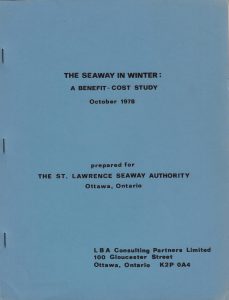 THE SEAWAY IN WINTER:
A BENEFIT-COST STUDY
October 1978
prepared for
THE ST. LAWRENCE SEAWAY AUTHORITY
Ottawa, Ontario
LBA Consulting Partners Limited
100 Gloucester Street
Ottawa, Ontario K2P 0A4